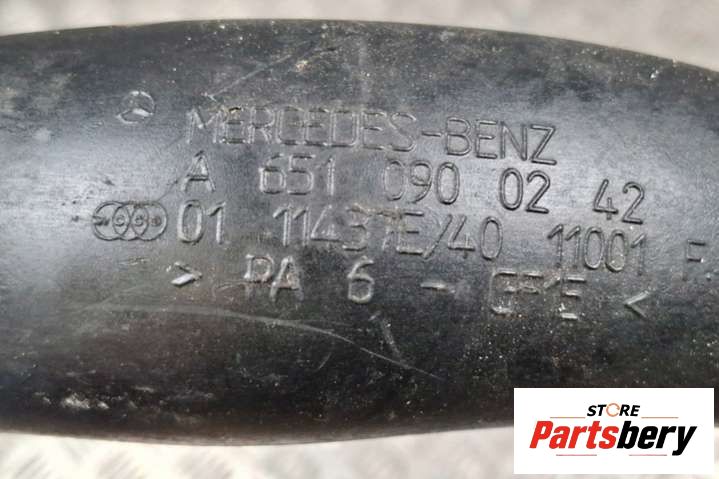 MERCEDES-BENZ
A 651 090 02 42
01 11437E/40 11001 F.
> PA 6 - GF15 <
STORE
Partsbery